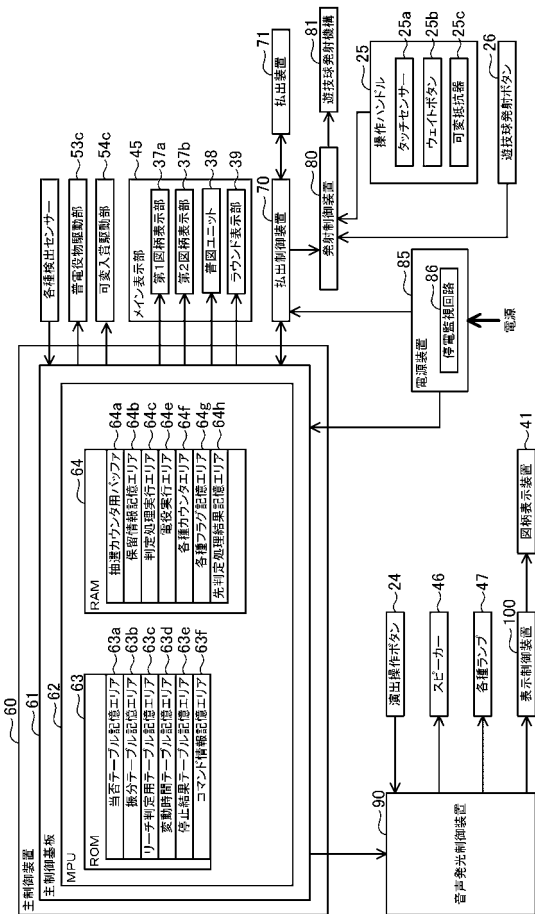 60
主制御装置
61
主制御基板
62
MPU
63
ROM
当否テーブル記憶エリア 63a
振分テーブル記憶エリア 63b
リーチ判定用テーブル記憶エリア 63c
変動時間テーブル記憶エリア 63d
停止結果テーブル記憶エリア 63e
コマンド情報記憶エリア 63f
64
RAM
抽選カウンタ用バッファ 64a
保留情報記憶エリア 64b
判定処理実行エリア 64c
電役実行エリア 64e
各種カウンタエリア 64f
各種フラグ記憶エリア 64g
先判定処理結果記憶エリア 64h
各種検出センサー
普電役物駆動部 53c
可変入賞駆動部 54c
メイン表示部 45
第1図柄表示部 37a
第2図柄表示部 37b
普図ユニット 38
ラウンド表示部 39
払出制御装置 70
払出装置 71
発射制御装置 80
遊技球発射機構 81
操作ハンドル 25
タッチセンサー 25a
ウェイトボタン 25b
可変抵抗器 25c
遊技球発射ボタン 26
電源装置 85
停電監視回路 86
電源
音声発光制御装置 90
演出操作ボタン 24
スピーカー 46
各種ランプ 47
表示制御装置 100
図柄表示装置 41